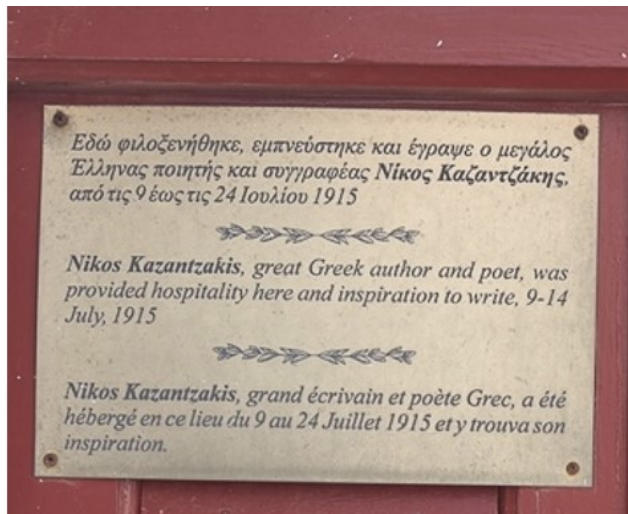 Εδώ φιλοξενήθηκε, εμπνεύστηκε και έγραψε ο μεγάλος
Έλληνας ποιητής και συγγραφέας Νίκος Καζαντζάκης,
από τις 9 έως τις 24 Ιουλίου 1915
Nikos Kazantzakis, great Greek author and poet, was
provided hospitality here and inspiration to write, 9-14
July, 1915
Nikos Kazantzakis, grand écrivain et poète Grec, a été
hébergé en ce lieu du 9 au 24 Juillet 1915 et y trouva son
inspiration.